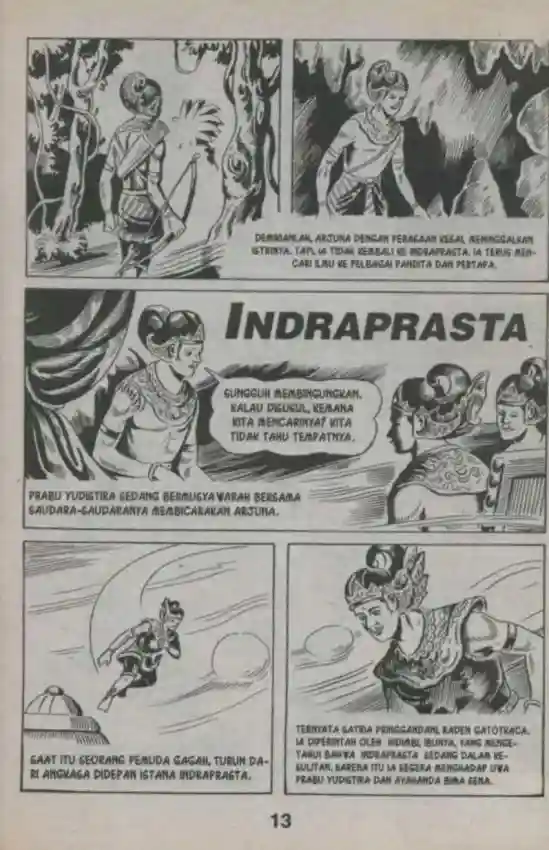 DEMIKIANLAH, ARJUNA DENGAN PERASAAN KESAL MENINGGALKAN
ISTRINYA. TAPI, IA TIDAK KEMBALI KE INDRAPRASTA. IA TERUS MEN-
CARI ILMU KE PELBAGAI PANDITA DAN PERTAPA.
INDRAPRASTA
SUNGGUH MEMBINGUNGKAN.
KALAU DISUSUL, KEMANA
KITA MENCARINYA? KITA
TIDAK TAHU TEMPATNYA.
PRABU YUDISTIRA SEDANG BERMUSYAWARAH BERSAMA
SAUDARA-SAUDARANYA MEMBICARAKAN ARJUNA.
SAAT ITU SEORANG PEMUDA GAGAH, TURUN DA-
RI ANGKASA DIDEPAN ISTANA INDRAPRASTA.
TERNYATA SATRIA PRINGGANDANI, RADEN GATOTKACA.
IA DIPERINTAH OLEH HIDIMBI, IBUNYA, YANG MENGE-
TAHUI BAHWA INDRAPRASTA SEDANG DALAM KE-
SULITAN. KARENA ITU IA SEGERA MENGHADAP UWA
PRABU YUDISTIRA DAN AYAHANDA BIMA SENA.
13